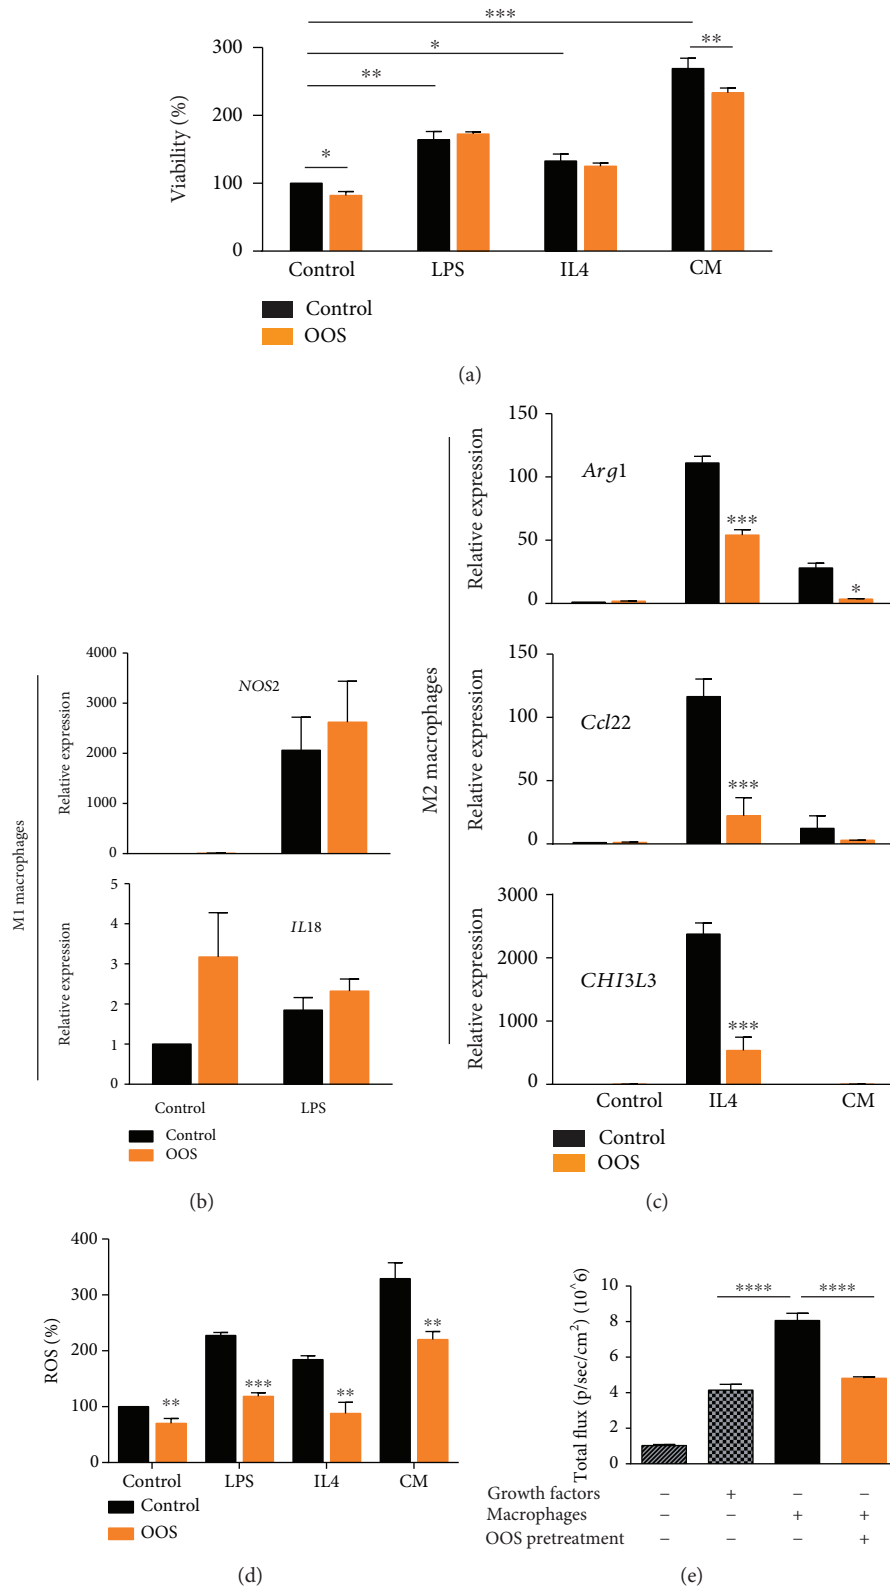 ***
*
**
**
*
300
200
100
0
Viability (%)
Control LPS IL4 CM
Control
OOS
(a)
M1 macrophages
4000
3000
2000
1000
0
Relative expression
NOS2
5
4
3
2
1
0
Relative expression
IL18
Control LPS
Control
OOS
(b)
M2 macrophages
150
100
50
0
Relative expression
Arg1
***
*
150
100
50
0
Relative expression
Ccl22
***
2000
1000
0
Relative expression
CHI3L3
***
Control IL4 CM
Control
OOS
(c)
400
300
200
100
0
ROS (%)
**
***
**
**
Control LPS IL4 CM
Control
OOS
(d)
10
8
6
4
2
0
Total flux (p/sec/cm²) (10^6)
**** ****
Growth factors − + − −
Macrophages − − + +
OOS pretreatment − − − +
(e)